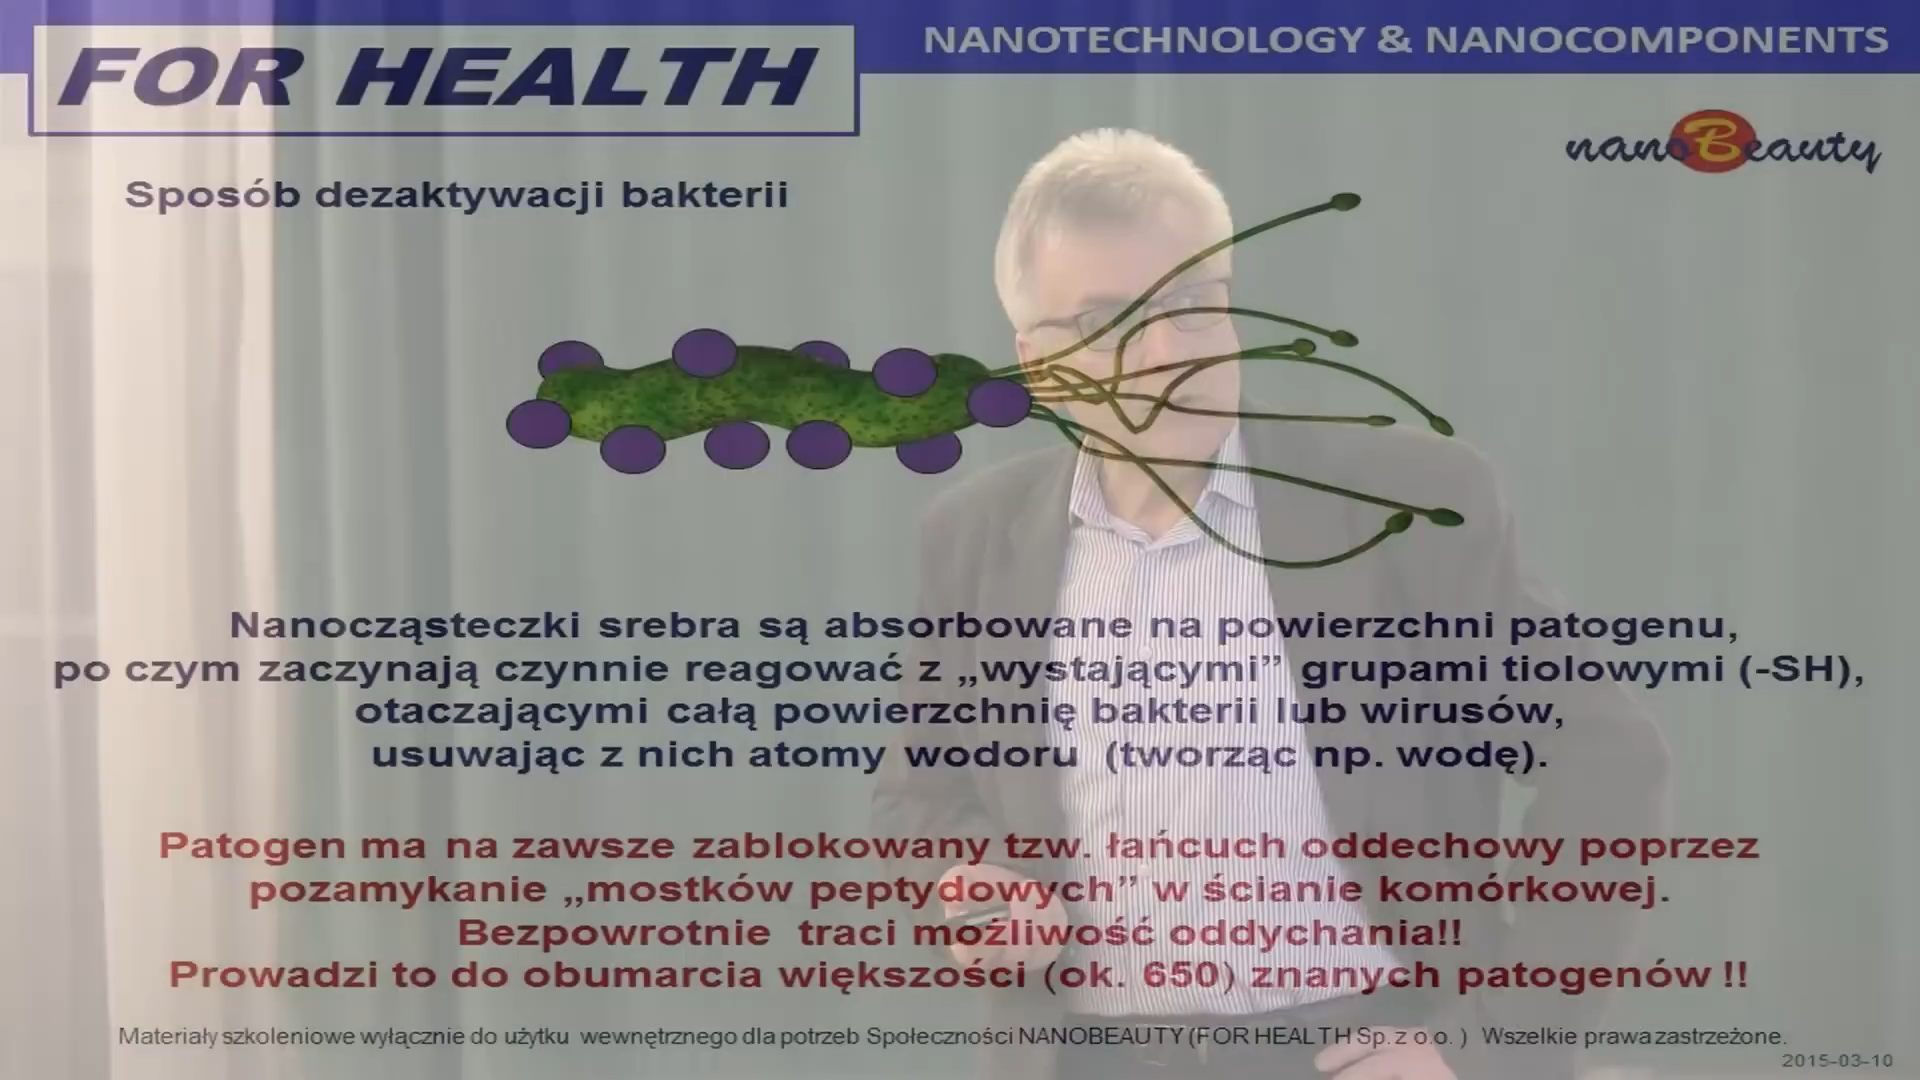 FOR HEALTH
NANOTECHNOLOGY & NANOCOMPONENTS
nanoBeauty
Sposób dezaktywacji bakterii
Nanocząsteczki srebra są absorbowane na powierzchni patogenu,
po czym zaczynają czynnie reagować z „wystającymi” grupami tiolowymi (-SH),
otaczającymi całą powierzchnię bakterii lub wirusów,
usuwając z nich atomy wodoru (tworząc np. wodę).
Patogen ma na zawsze zablokowany tzw. łańcuch oddechowy poprzez
pozamykanie „mostków peptydowych” w ścianie komórkowej.
Bezpowrotnie traci możliwość oddychania!!
Prowadzi to do obumarcia większości (ok. 650) znanych patogenów !!
Materiały szkoleniowe wyłącznie do użytku wewnętrznego dla potrzeb Społeczności NANOBEAUTY (FOR HEALTH Sp. z o.o. ) Wszelkie prawa zastrzeżone.
2015-03-10